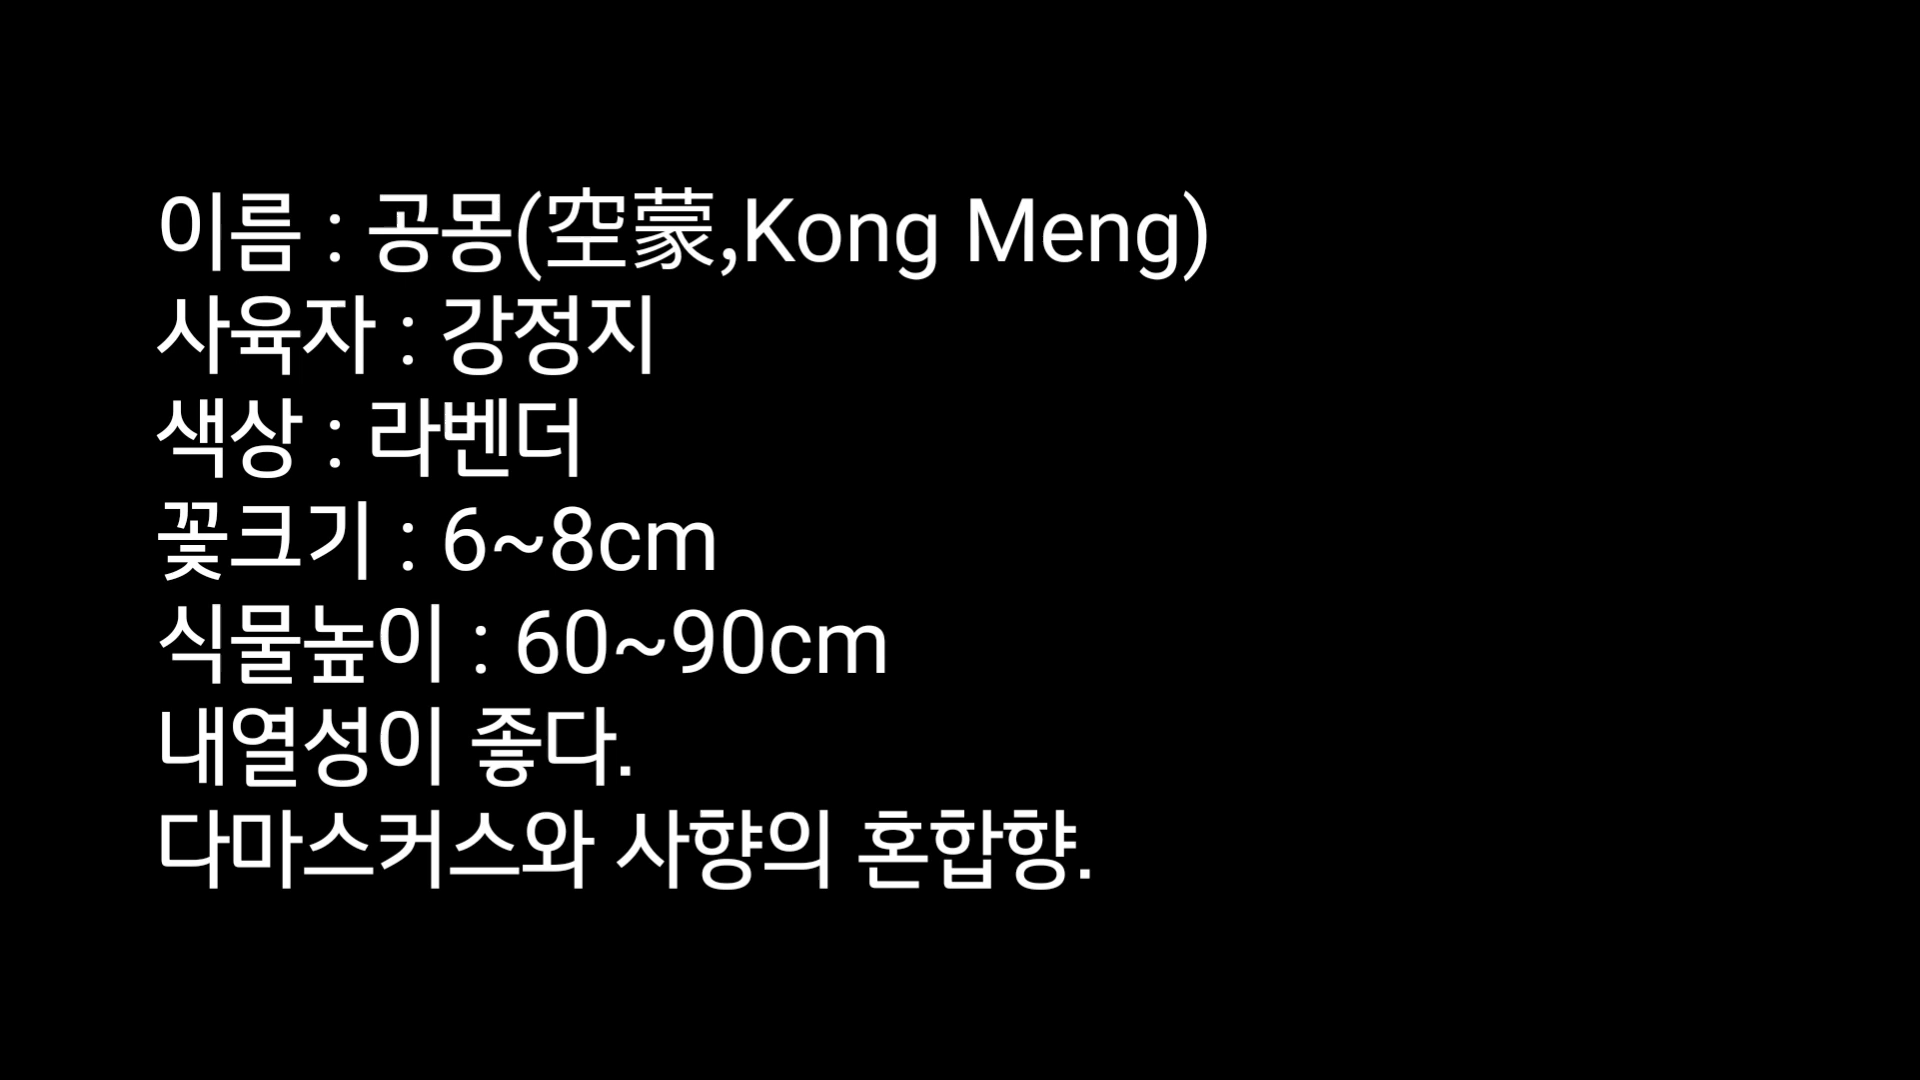 이름 : 공몽(空蒙,Kong Meng)
사육자 : 강정지
색상 : 라벤더
꽃크기 : 6~8cm
식물높이 : 60~90cm
내열성이 좋다.
다마스커스와 사향의 혼합향.